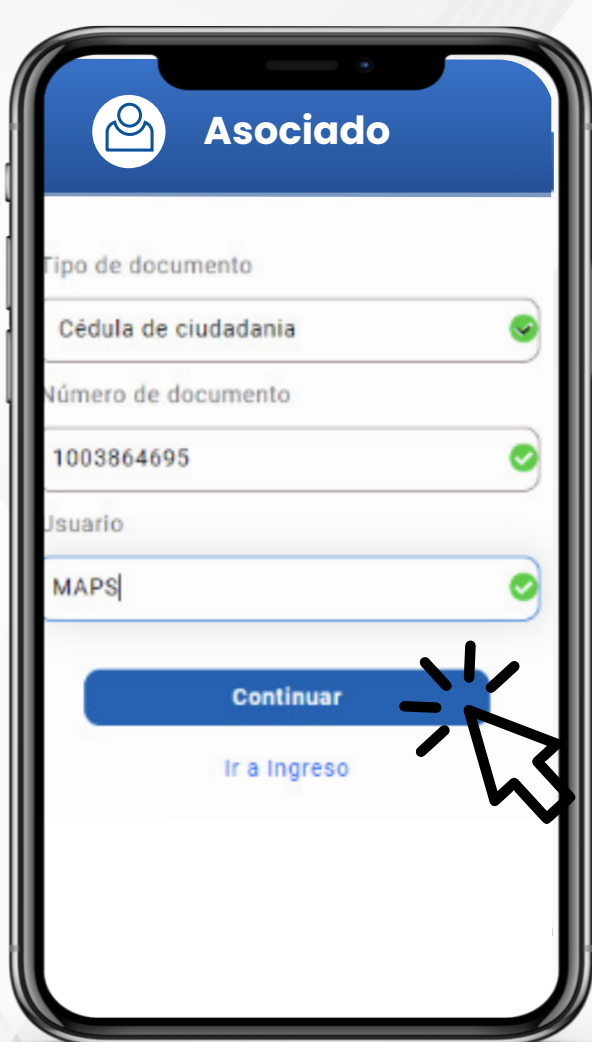 Asociado
Tipo de documento
Cédula de ciudadania
Número de documento
1003864695
Usuario
MAPS
Continuar
Ir a Ingreso